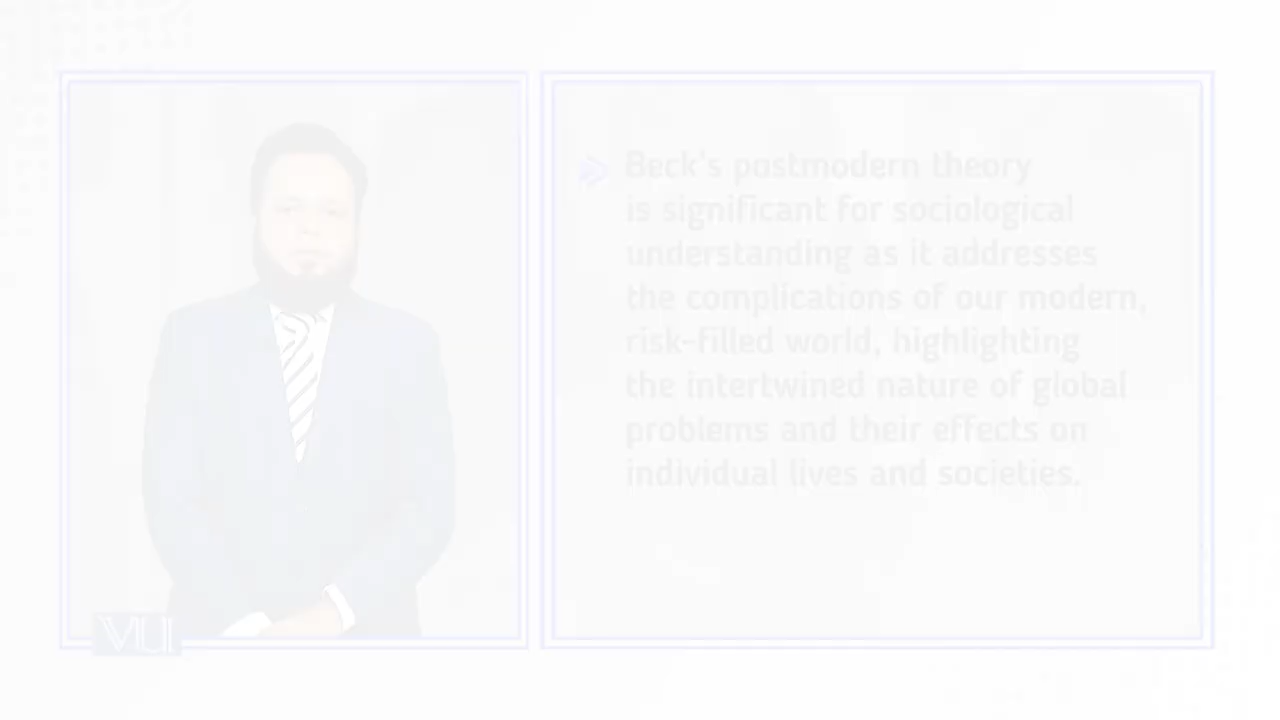 Beck's postmodern theory
is significant for sociological
understanding as it addresses
the complications of our modern,
risk-filled world, highlighting
the intertwined nature of global
problems and their effects on
individual lives and societies.
VU